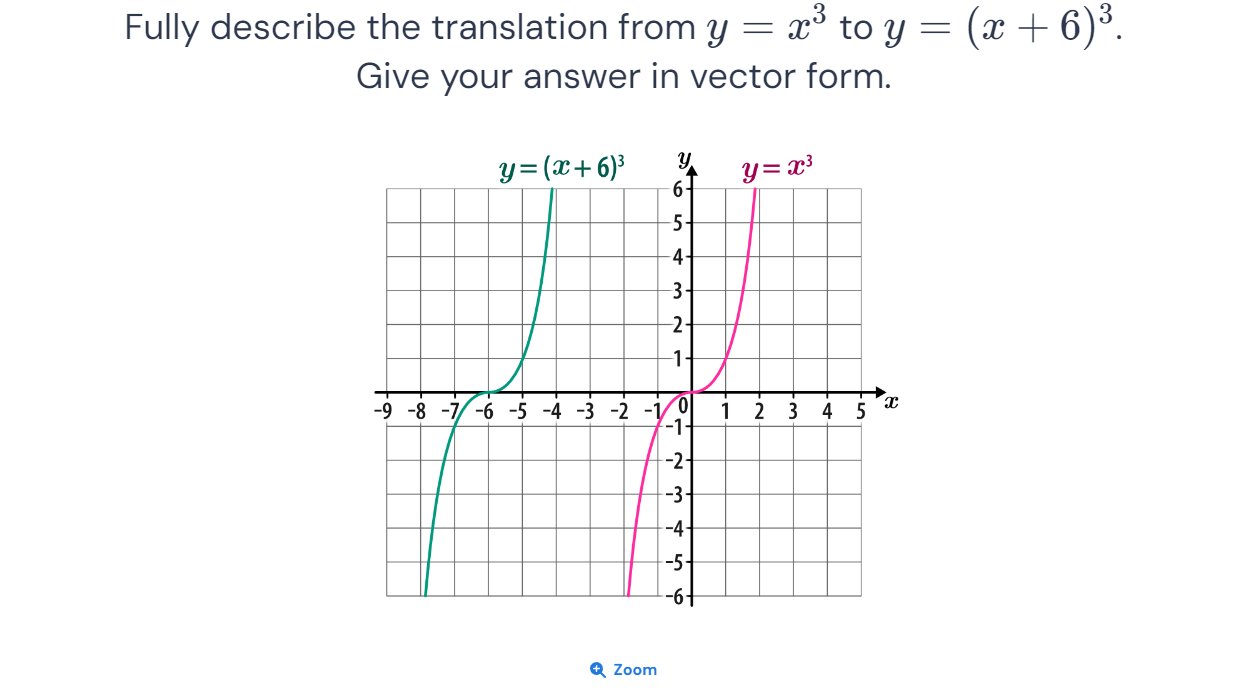 Fully describe the translation from y = x³ to y = (x + 6)³.
Give your answer in vector form.
y = (x + 6)³
y
y = x³
6
5
4
3
2
1
-9 -8 -7 -6 -5 -4 -3 -2 -1 0 1 2 3 4 5 x
-1
-2
-3
-4
-5
-6
Zoom